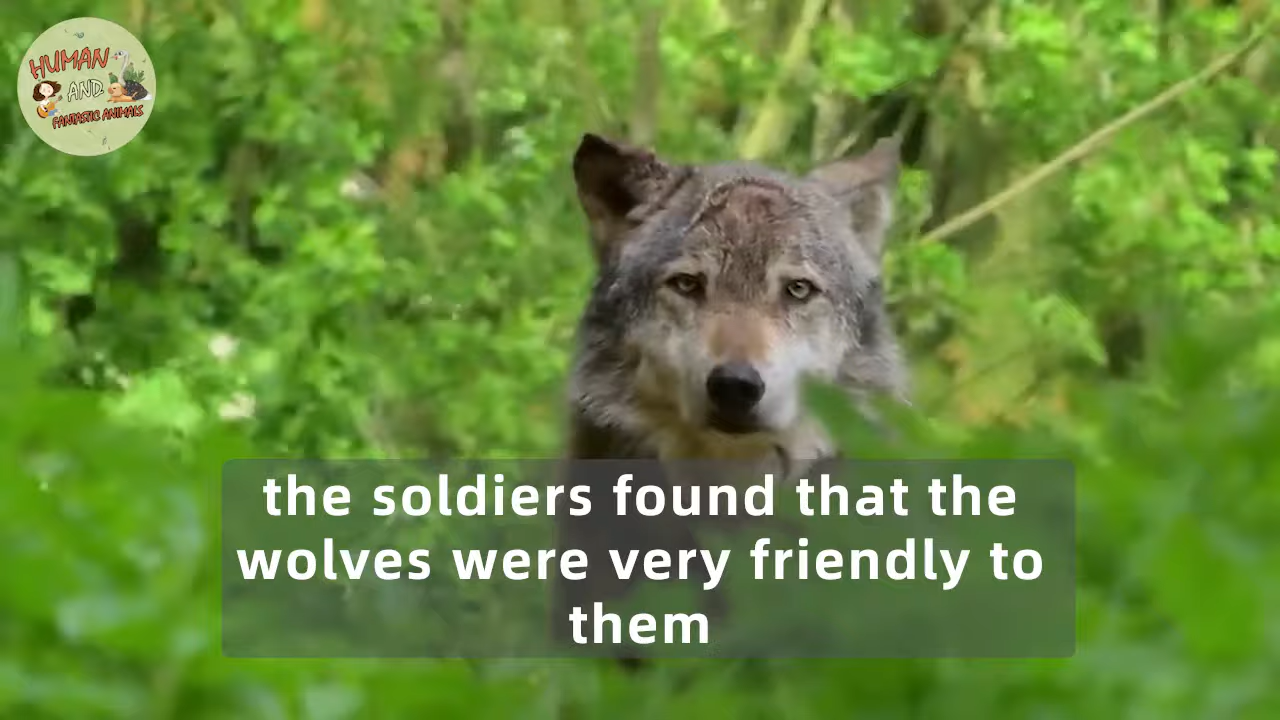 HUMAN
AND
FANTASTIC ANIMALS
the soldiers found that the
wolves were very friendly to
them